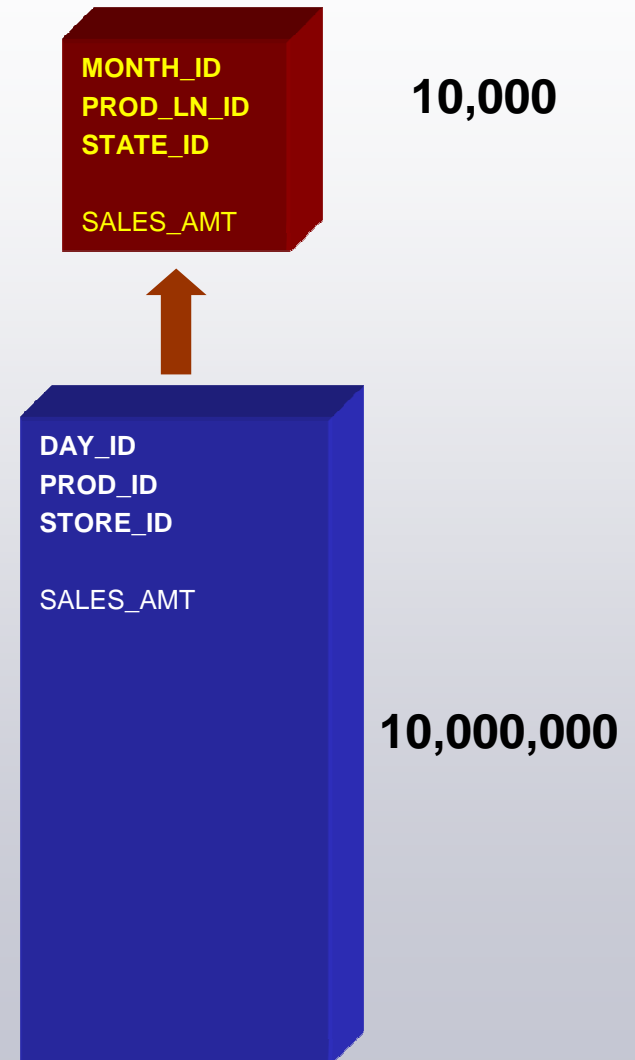 MONTH_ID
PROD_LN_ID
STATE_ID
SALES_AMT
10,000
DAY_ID
PROD_ID
STORE_ID
SALES_AMT
10,000,000